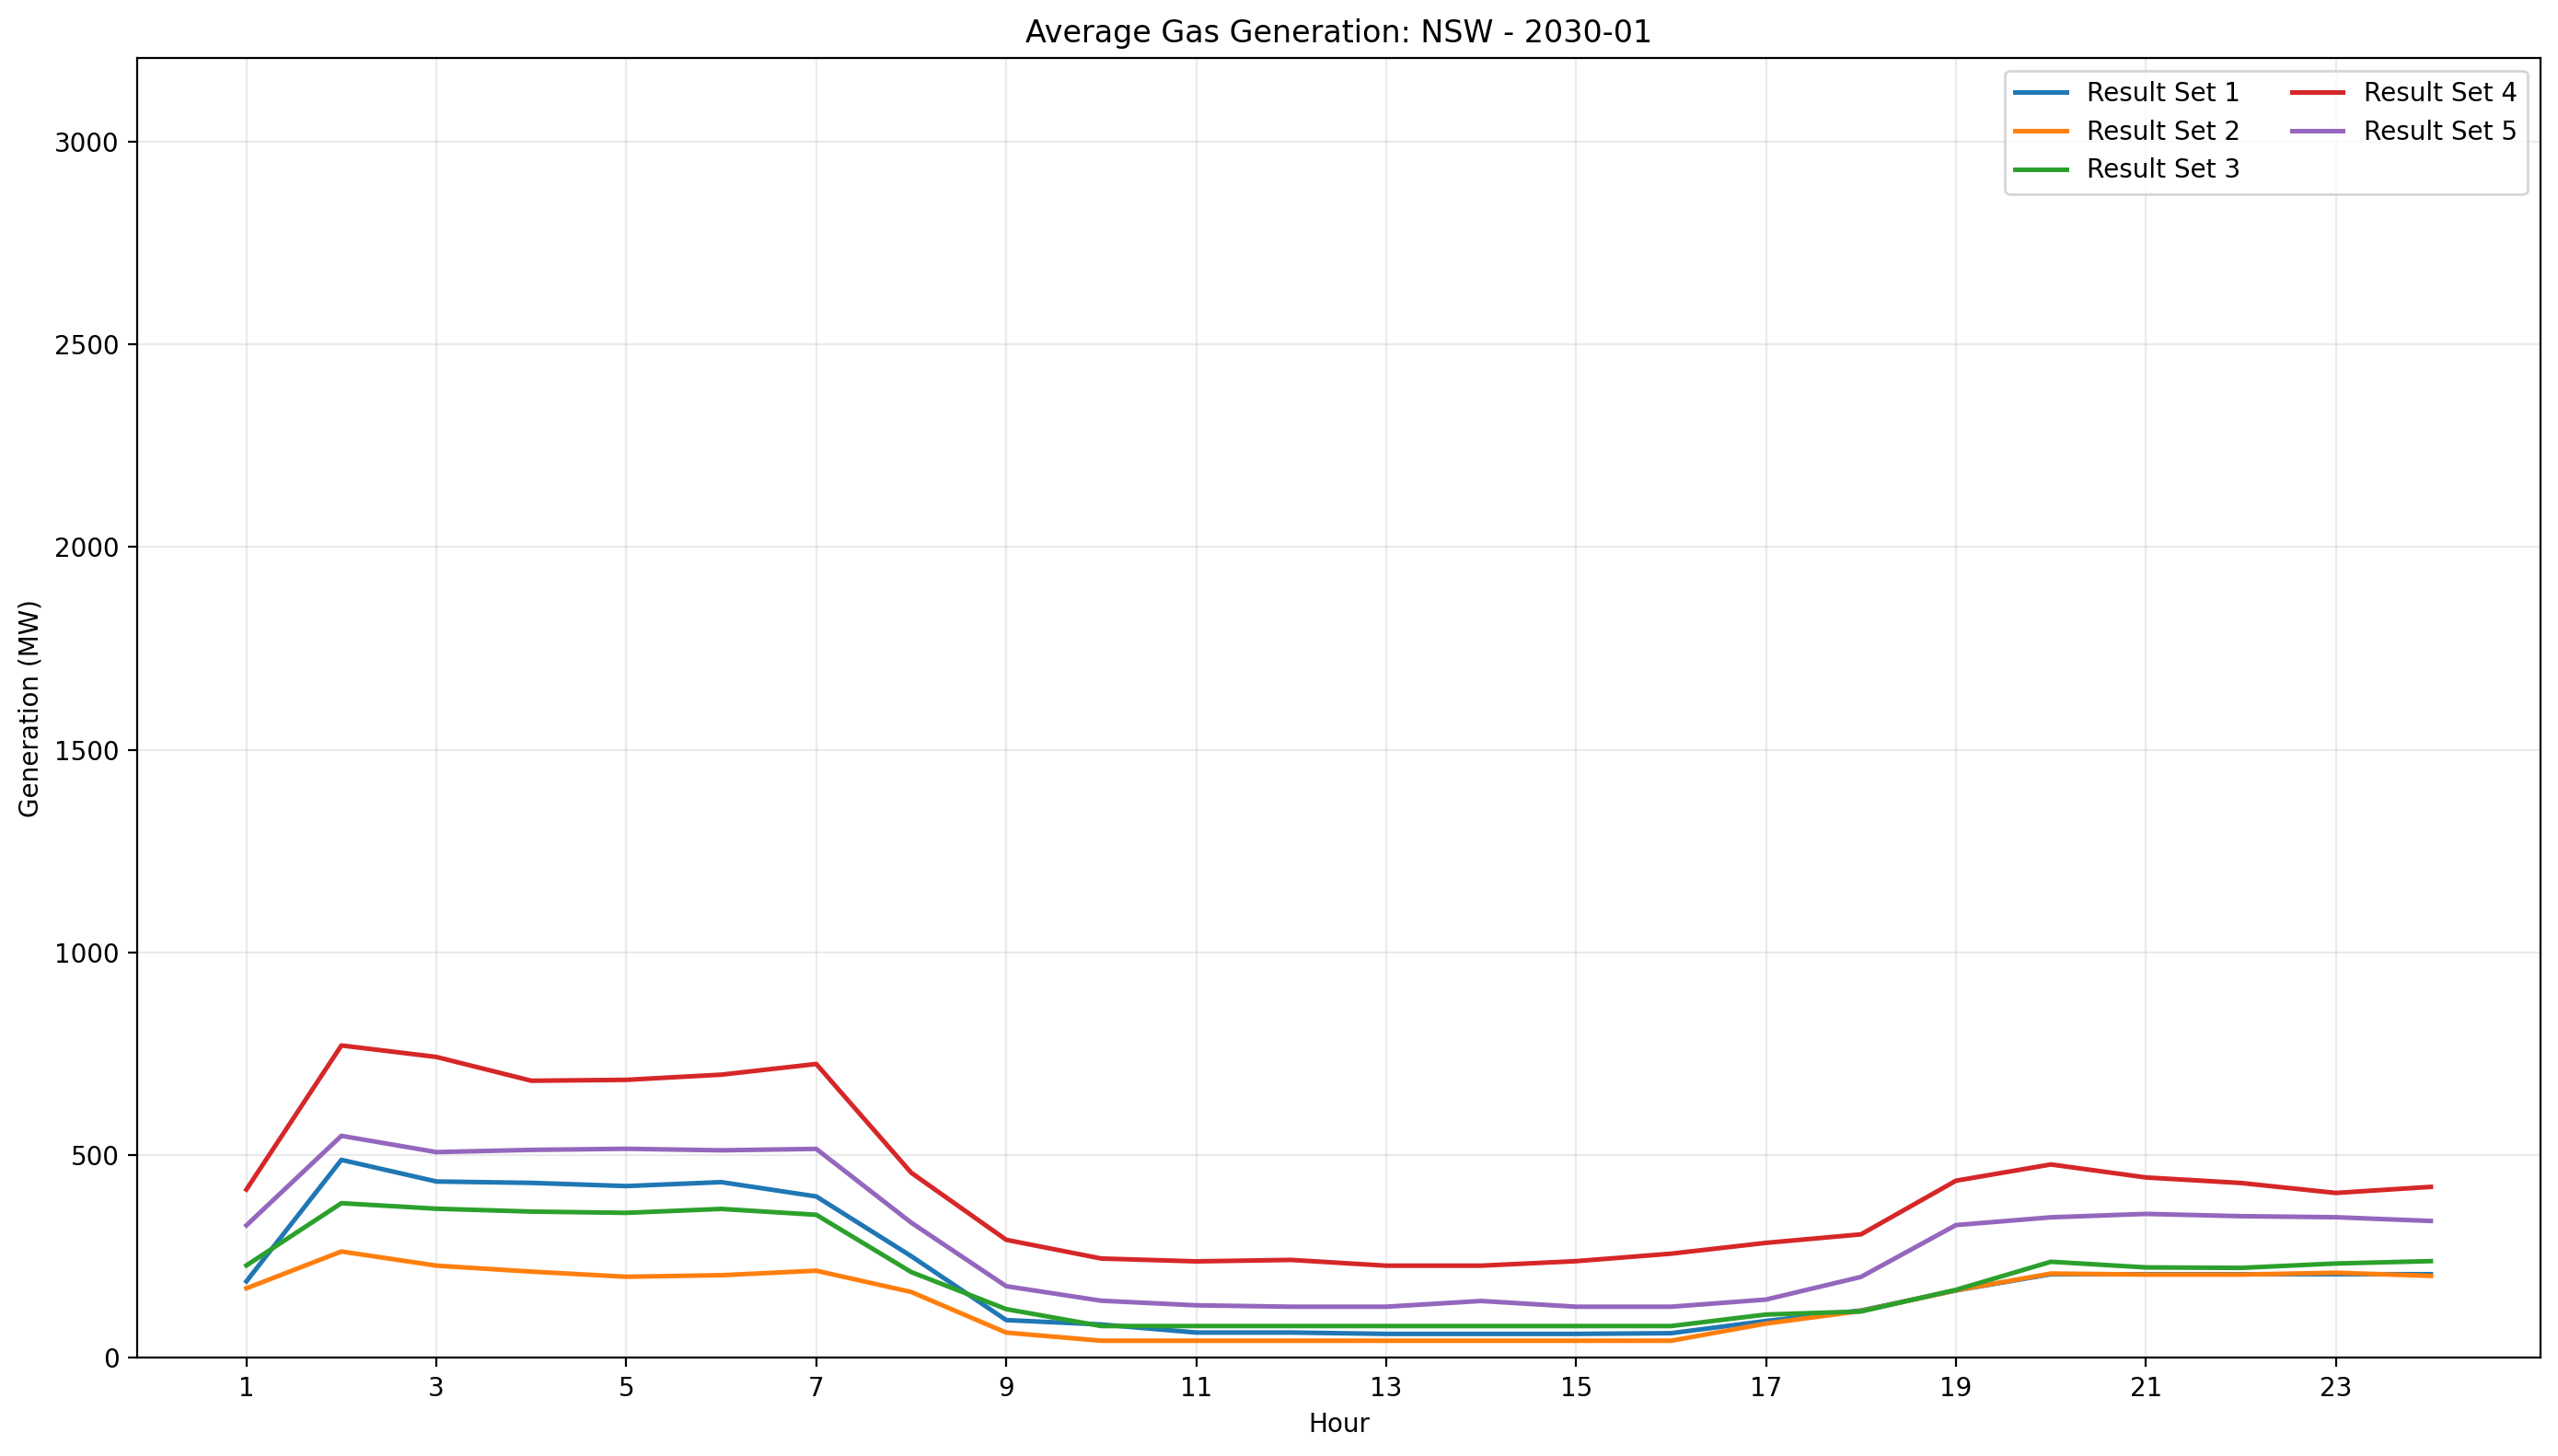 Average Gas Generation: NSW - 2030-01
Result Set 1
Result Set 2
Result Set 3
Result Set 4
Result Set 5
Generation (MW)
3000
2500
2000
1500
1000
500
0
1 3 5 7 9 11 13 15 17 19 21 23
Hour